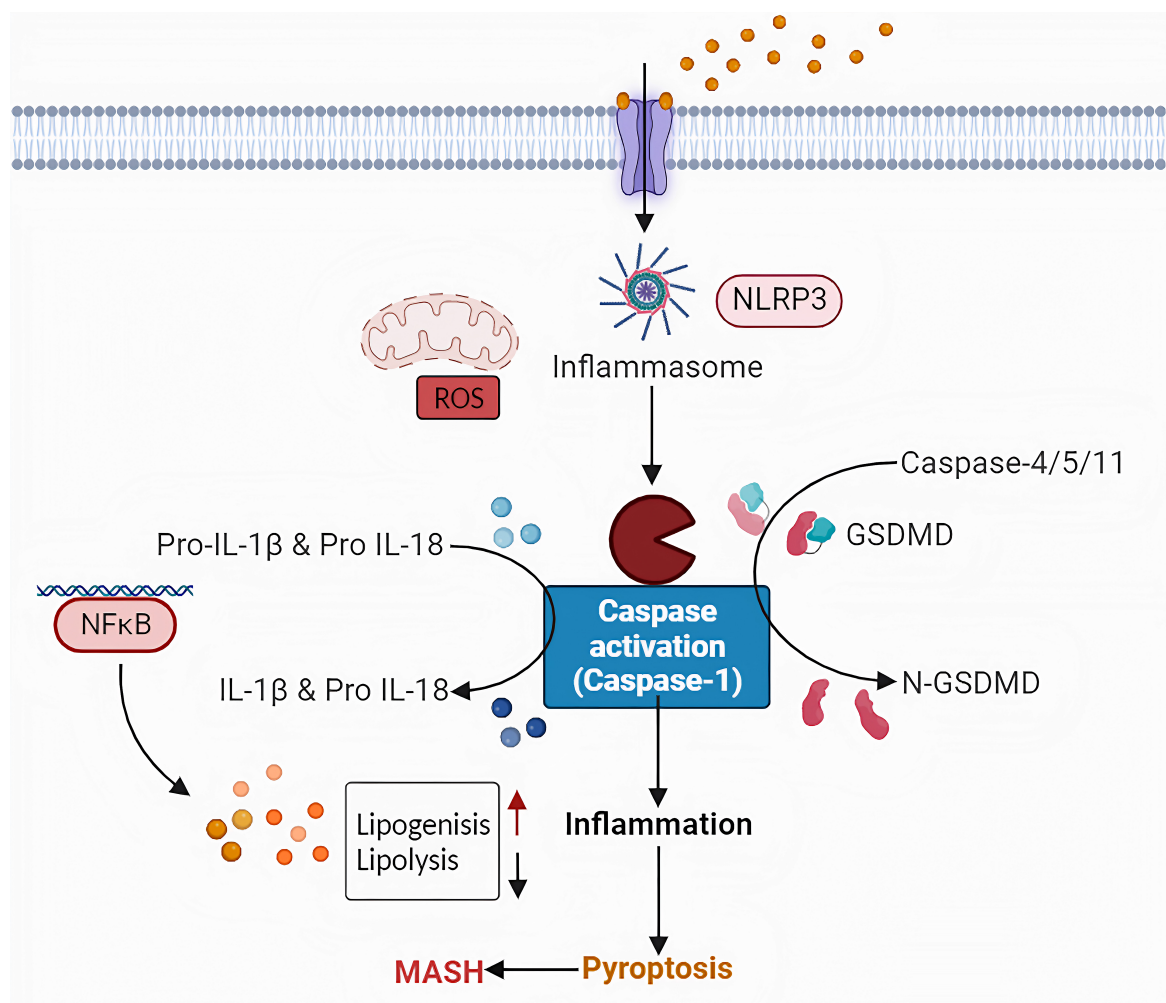 NLRP3
Inflammasome
ROS
Caspase-4/5/11
GSDMD
Pro-IL-1β & Pro IL-18
NFκB
Caspase
activation
(Caspase-1)
IL-1β & Pro IL-18
N-GSDMD
Lipogenisis
Lipolysis
Inflammation
MASH
Pyroptosis